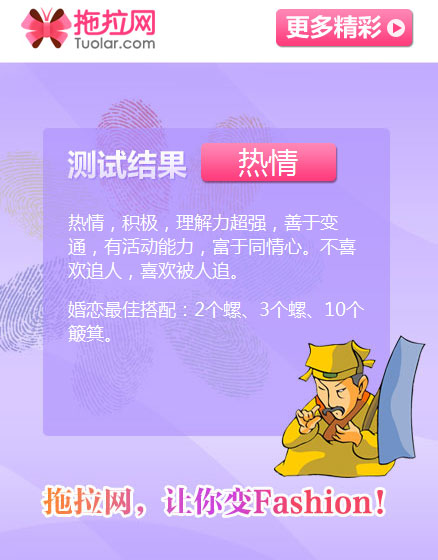 拖拉网
Tuolar.com
更多精彩
测试结果 热情
热情，积极，理解力超强，善于变
通，有活动能力，富于同情心。不喜
欢追人，喜欢被人追。
婚恋最佳搭配：2个螺、3个螺、10个
簸箕。
拖拉网，让你变Fashion！